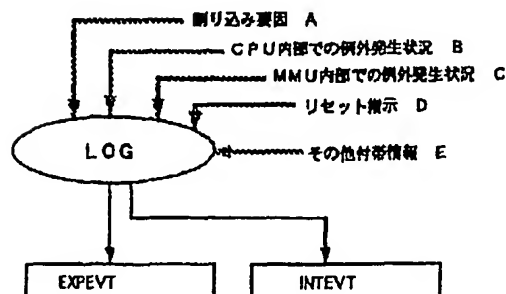 割り込み要因 A
CPU内部での例外発生状況 B
MMU内部での例外発生状況 C
リセット指示 D
LOG
その他付帯情報 E
EXPEVT
INTEVT